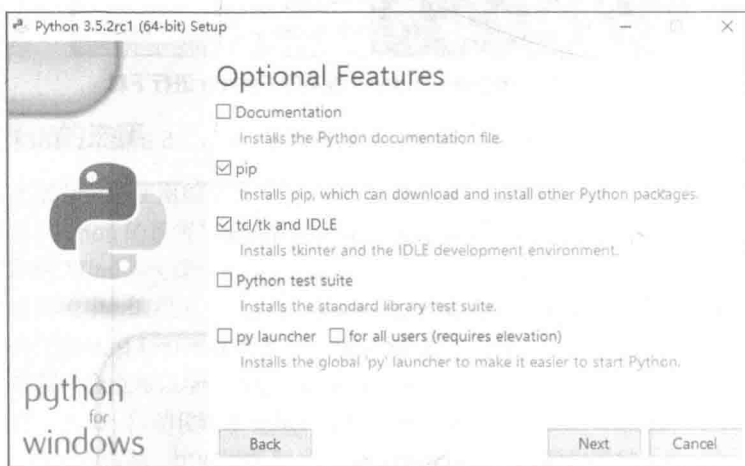 Python 3.5.2rc1 (64-bit) Setup
Optional Features
Documentation
Installs the Python documentation file.
pip
Installs pip, which can download and install other Python packages.
tcl/tk and IDLE
Installs tkinter and the IDLE development environment.
Python test suite
Installs the standard library test suite.
py launcher for all users (requires elevation)
Installs the global 'py' launcher to make it easier to start Python.
python
for
windows
Back Next Cancel